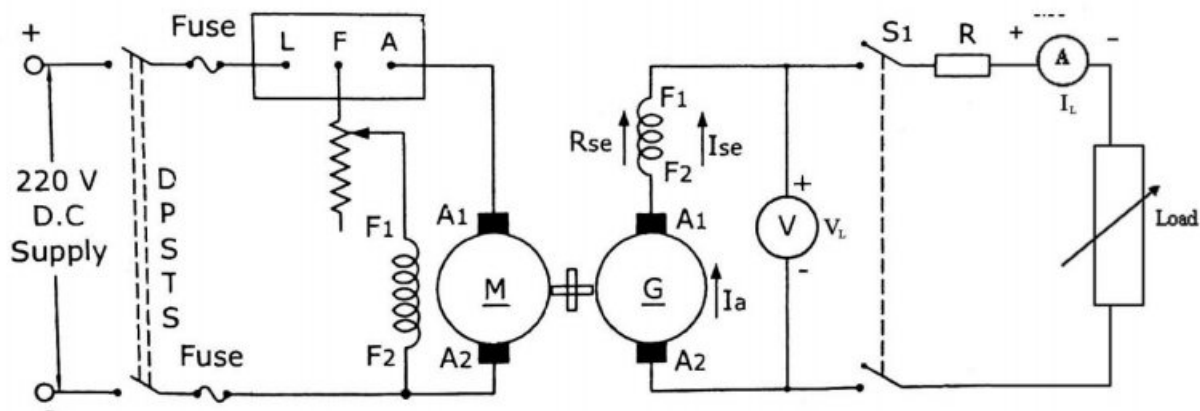 +
Fuse
L F A
220 V
D.C
Supply
D
P
S
T
S
Fuse
F1
F2
A1
M
A2
F1
Rse
Ise
F2
A1
G
Ia
A2
+
V
VL
-
S1
R
+
A
-
IL
Load